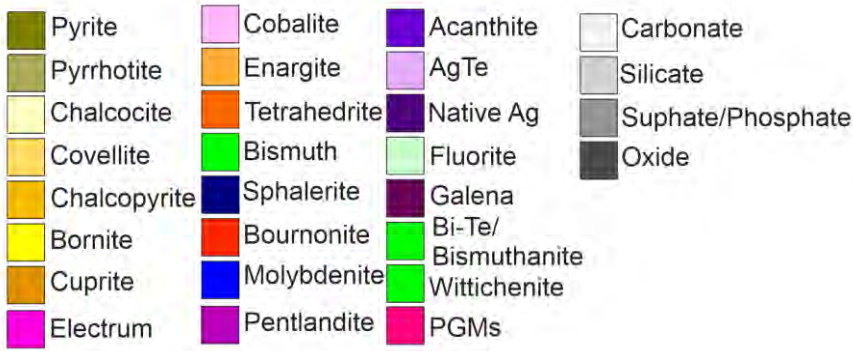 Pyrite
Pyrrhotite
Chalcocite
Covellite
Chalcopyrite
Bornite
Cuprite
Electrum
Cobalite
Enargite
Tetrahedrite
Bismuth
Sphalerite
Bournonite
Molybdenite
Pentlandite
Acanthite
AgTe
Native Ag
Fluorite
Galena
Bi-Te/
Bismuthanite
Wittichenite
PGMs
Carbonate
Silicate
Suphate/Phosphate
Oxide